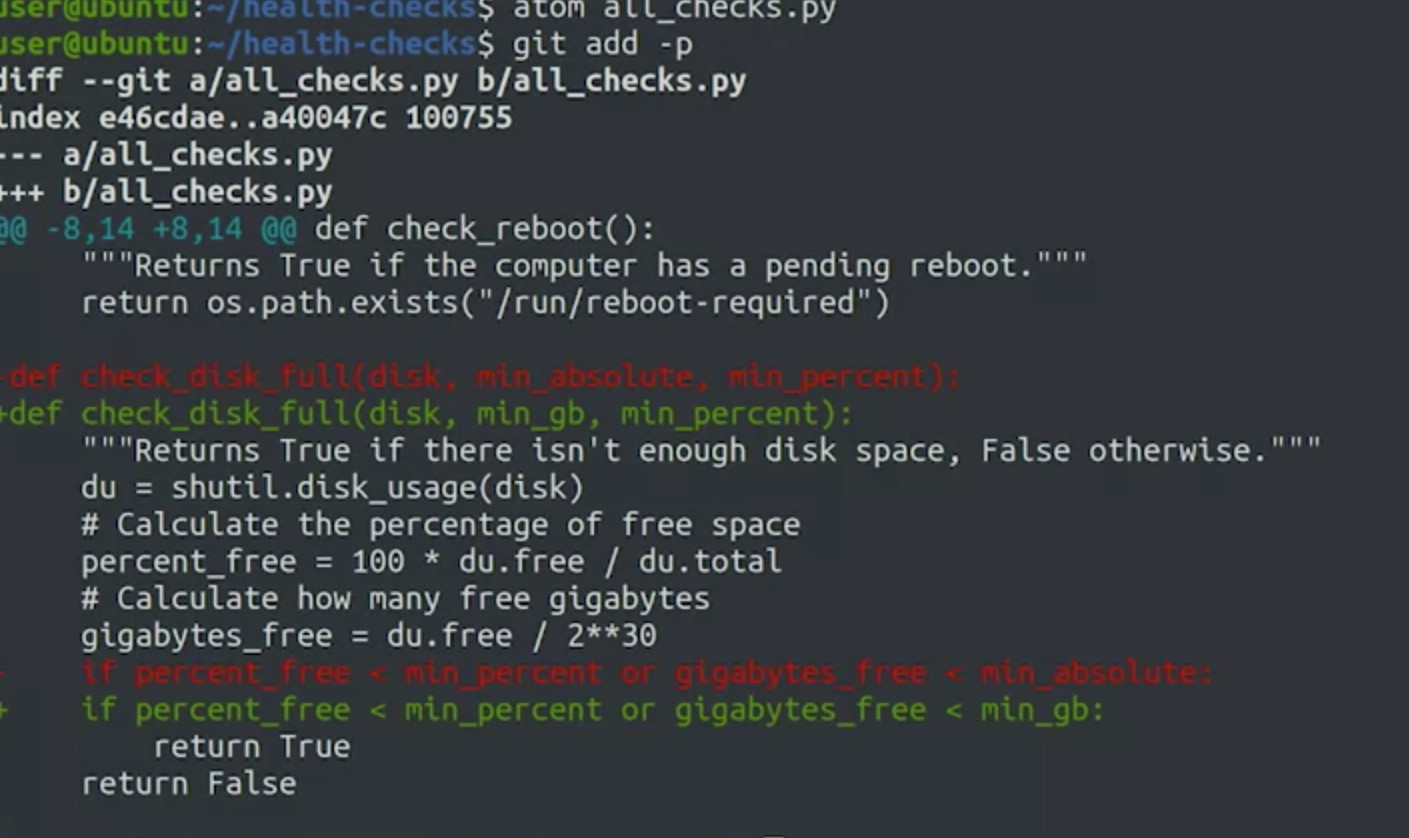 user@ubuntu:~/health-checks$ atom all_checks.py
user@ubuntu:~/health-checks$ git add -p
diff --git a/all_checks.py b/all_checks.py
index e46cdae..a40047c 100755
--- a/all_checks.py
+++ b/all_checks.py
@@ -8,14 +8,14 @@ def check_reboot():
     """Returns True if the computer has a pending reboot."""
     return os.path.exists("/run/reboot-required")

-def check_disk_full(disk, min_absolute, min_percent):
+def check_disk_full(disk, min_gb, min_percent):
     """Returns True if there isn't enough disk space, False otherwise."""
     du = shutil.disk_usage(disk)
     # Calculate the percentage of free space
     percent_free = 100 * du.free / du.total
     # Calculate how many free gigabytes
     gigabytes_free = du.free / 2**30
-    if percent_free < min_percent or gigabytes_free < min_absolute:
+    if percent_free < min_percent or gigabytes_free < min_gb:
         return True
     return False